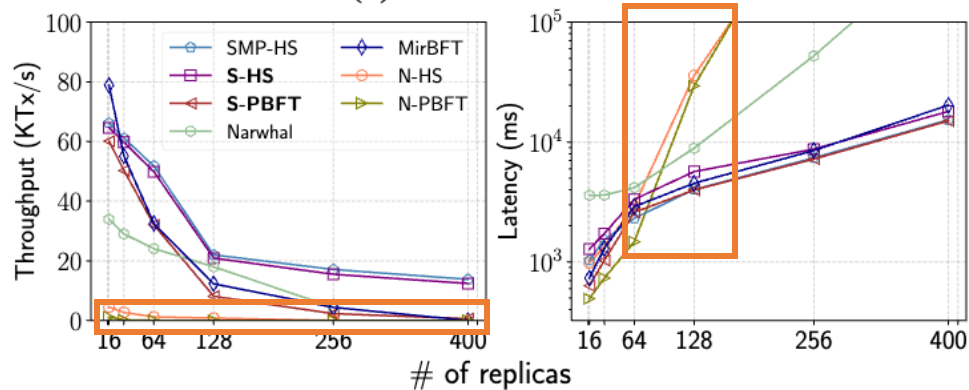 100
80
60
40
20
0
Throughput (KTx/s)
SMP-HS
S-HS
S-PBFT
Narwhal
MirBFT
N-HS
N-PBFT
16 64 128 256 400
10^5
10^4
10^3
Latency (ms)
16 64 128 256 400
# of replicas